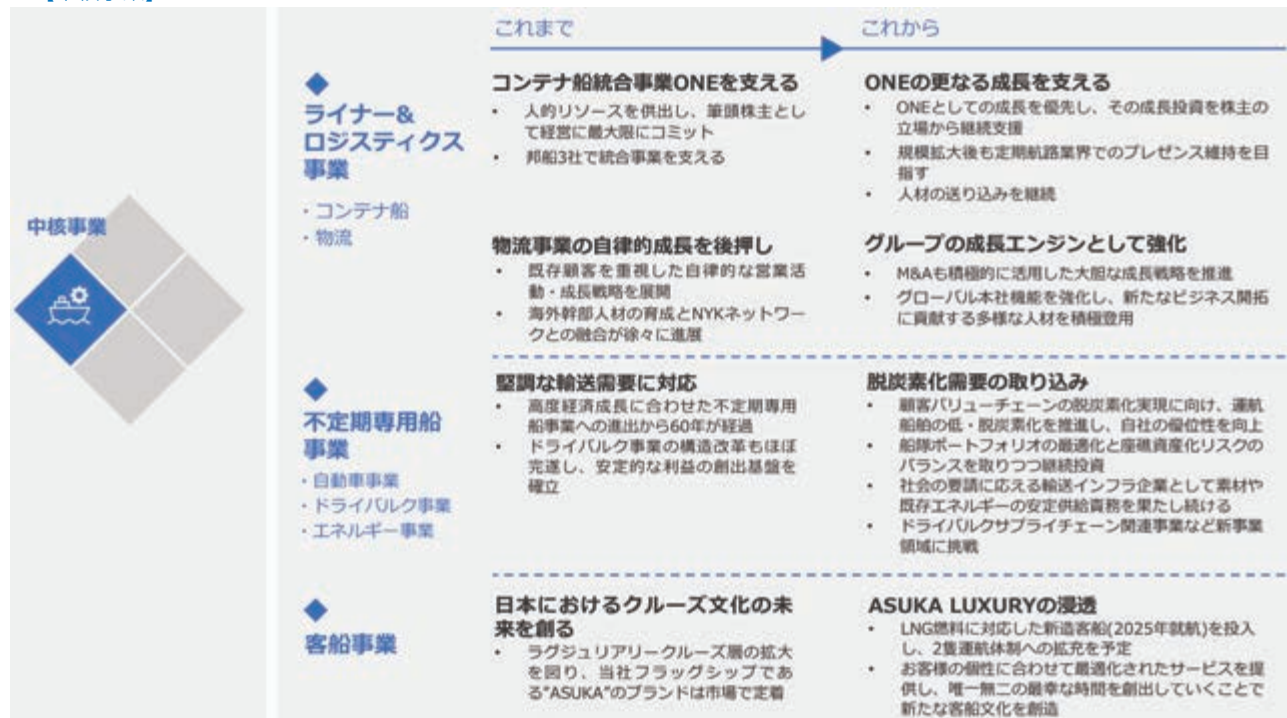 これまで
これから
中核事業
◆
ライナー&
ロジスティクス
事業
・コンテナ船
・物流
コンテナ船統合事業ONEを支える
• 人的リソースを供出し、筆頭株主とし
て経営に最大限にコミット
• 邦船3社で統合事業を支える
ONEの更なる成長を支える
• ONEとしての成長を優先し、その成長投資を株主の
立場から継続支援
• 規模拡大後も定期航路業界でのプレゼンス維持を目
指す
• 人材の送り込みを継続
物流事業の自律的成長を後押し
• 既存顧客を重視した自律的な営業活
動・成長戦略を展開
• 海外幹部人材の育成とNYKネットワー
クとの融合が徐々に進展
グループの成長エンジンとして強化
• M&Aも積極的に活用した大胆な成長戦略を推進
• グローバル本社機能を強化し、新たなビジネス開拓
に貢献する多様な人材を積極登用
◆
不定期専用船
事業
・自動車事業
・ドライバルク事業
・エネルギー事業
堅調な輸送需要に対応
• 高度経済成長に合わせた不定期専用
船事業への進出から60年が経過
• ドライバルク事業の構造改革もほぼ
完遂し、安定的な利益の創出基盤を
確立
脱炭素化需要の取り込み
• 顧客バリューチェーンの脱炭素化実現に向け、運航
船舶の低・脱炭素化を推進し、自社の優位性を向上
• 船隊ポートフォリオの最適化と座礁資産化リスクの
バランスを取りつつ継続投資
• 社会の要請に応える輸送インフラ企業として素材や
既存エネルギーの安定供給責務を果たし続ける
• ドライバルクサプライチェーン関連事業など新事業
領域に挑戦
◆
客船事業
日本におけるクルーズ文化の未
来を創る
• ラグジュリアリークルーズ層の拡大
を図り、当社フラッグシップであ
る"ASUKA"のブランドは市場で定着
ASUKA LUXURYの浸透
• LNG燃料に対応した新造客船(2025年就航)を投入
し、2隻運航体制への拡充を予定
• お客様の個性に合わせて最適化されたサービスを提
供し、唯一無二の最幸な時間を創出していくことで
新たな客船文化を創造